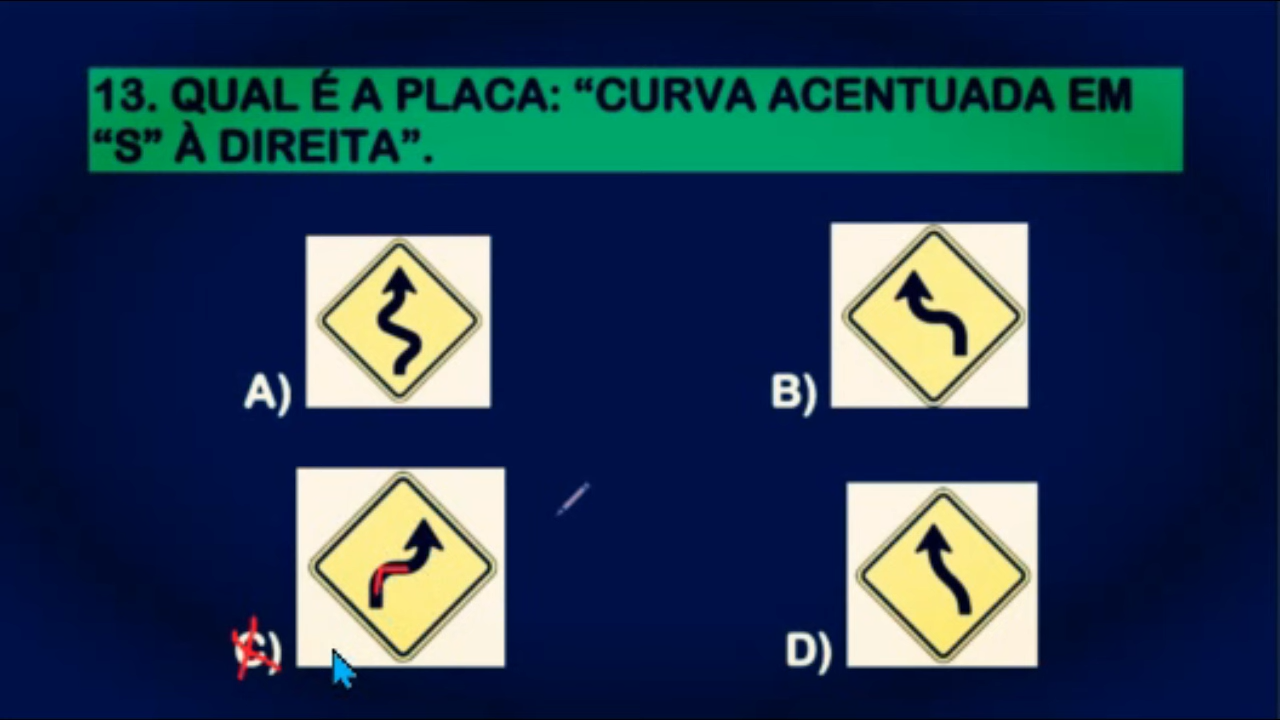 13. QUAL É A PLACA: “CURVA ACENTUADA EM
“S” À DIREITA”.
A)
B)
C)
D)